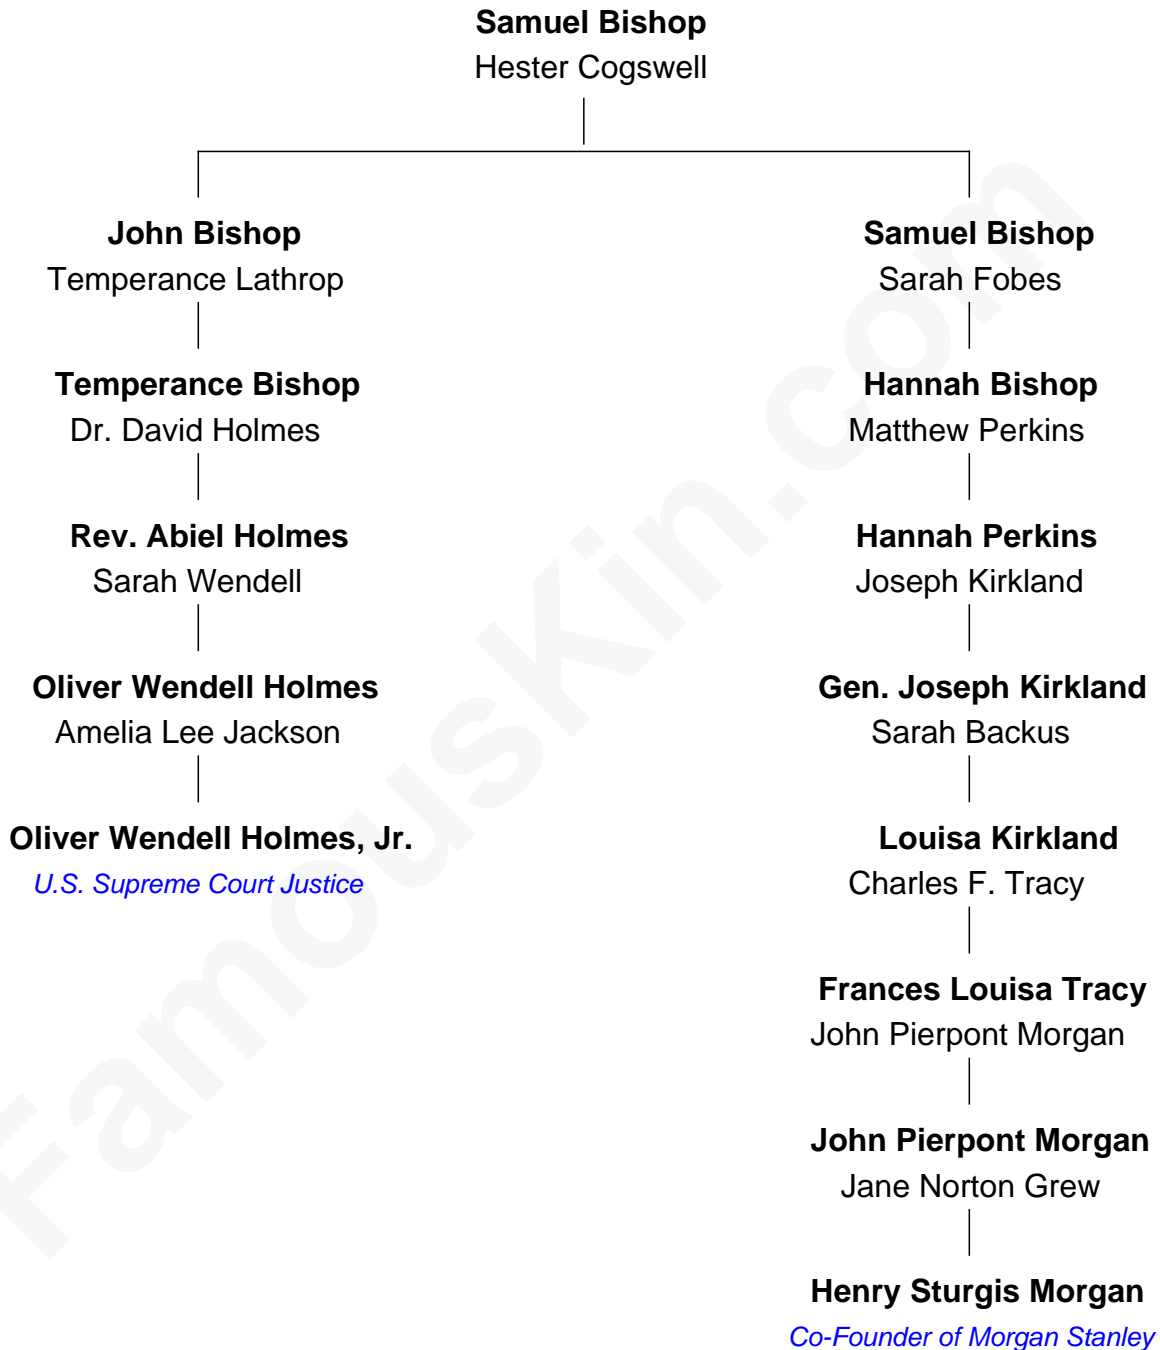 Samuel Bishop
Hester Cogswell
John Bishop
Temperance Lathrop
Samuel Bishop
Sarah Fobes
Temperance Bishop
Dr. David Holmes
Hannah Bishop
Matthew Perkins
Rev. Abiel Holmes
Sarah Wendell
Hannah Perkins
Joseph Kirkland
Oliver Wendell Holmes
Amelia Lee Jackson
Gen. Joseph Kirkland
Sarah Backus
Oliver Wendell Holmes, Jr.
U.S. Supreme Court Justice
Louisa Kirkland
Charles F. Tracy
Frances Louisa Tracy
John Pierpont Morgan
John Pierpont Morgan
Jane Norton Grew
Henry Sturgis Morgan
Co-Founder of Morgan Stanley
FamousKin.com